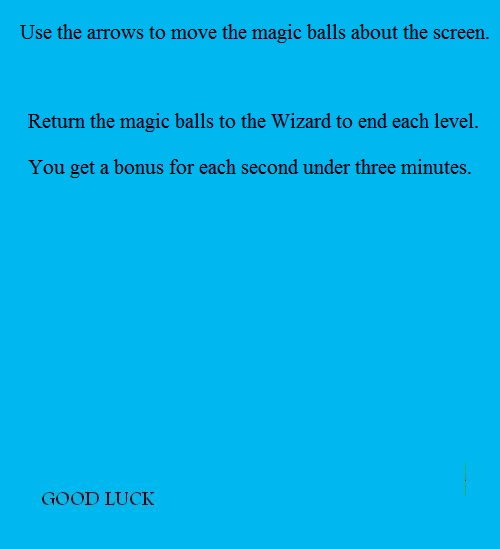 Use the arrows to move the magic balls about the screen.
Return the magic balls to the Wizard to end each level.
You get a bonus for each second under three minutes.
GOOD LUCK